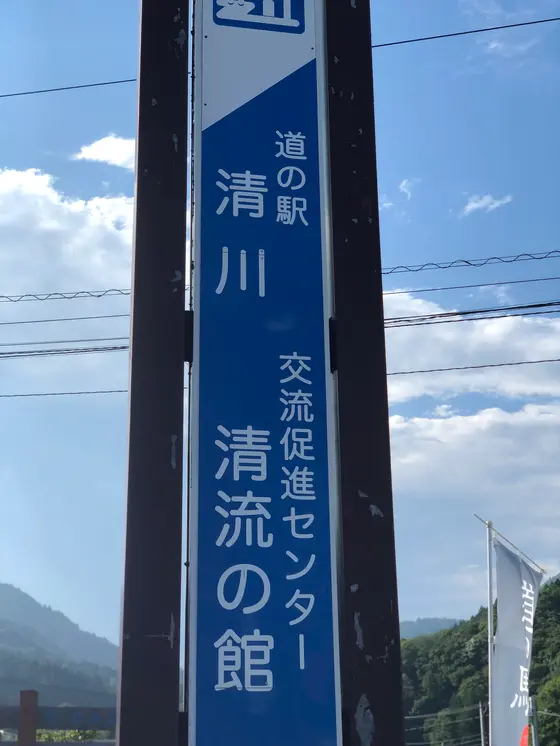 道の駅
清川
交流促進センター
清流の館